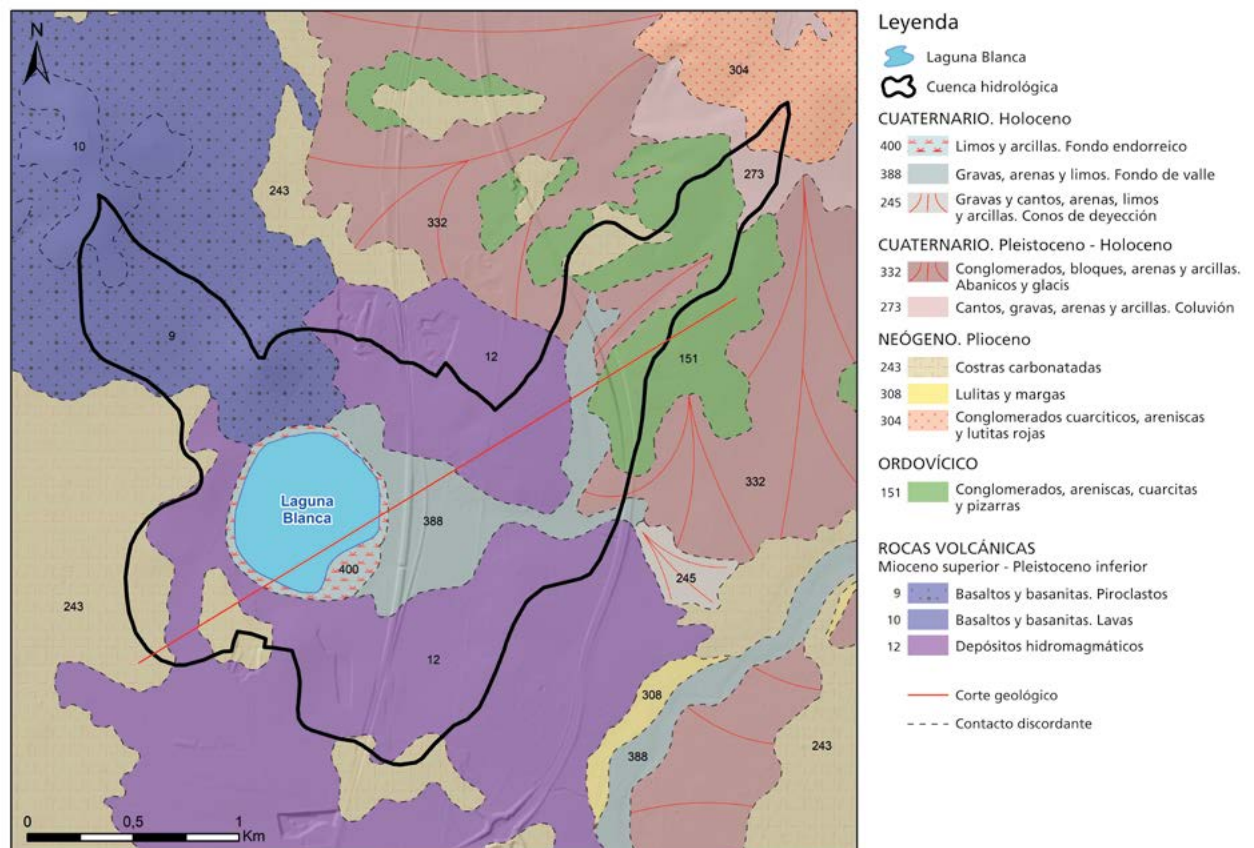 N
304
10
273
243
332
9
12
151
Laguna
Blanca
388
332
400
243
245
12
308
388
243
0 0,5 1
Km
Leyenda
Laguna Blanca
Cuenca hidrológica
CUATERNARIO. Holoceno
400 Limos y arcillas. Fondo endorreico
388 Gravas, arenas y limos. Fondo de valle
245 Gravas y cantos, arenas, limos
y arcillas. Conos de deyección
CUATERNARIO. Pleistoceno - Holoceno
332 Conglomerados, bloques, arenas y arcillas.
Abanicos y glacis
273 Cantos, gravas, arenas y arcillas. Coluvión
NEÓGENO. Plioceno
243 Costras carbonatadas
308 Lulitas y margas
304 Conglomerados cuarcíticos, areniscas
y lutitas rojas
ORDOVÍCICO
151 Conglomerados, areniscas, cuarcitas
y pizarras
ROCAS VOLCÁNICAS
Mioceno superior - Pleistoceno inferior
9 Basaltos y basanitas. Piroclastos
10 Basaltos y basanitas. Lavas
12 Depósitos hidromagmáticos
Corte geológico
Contacto discordante